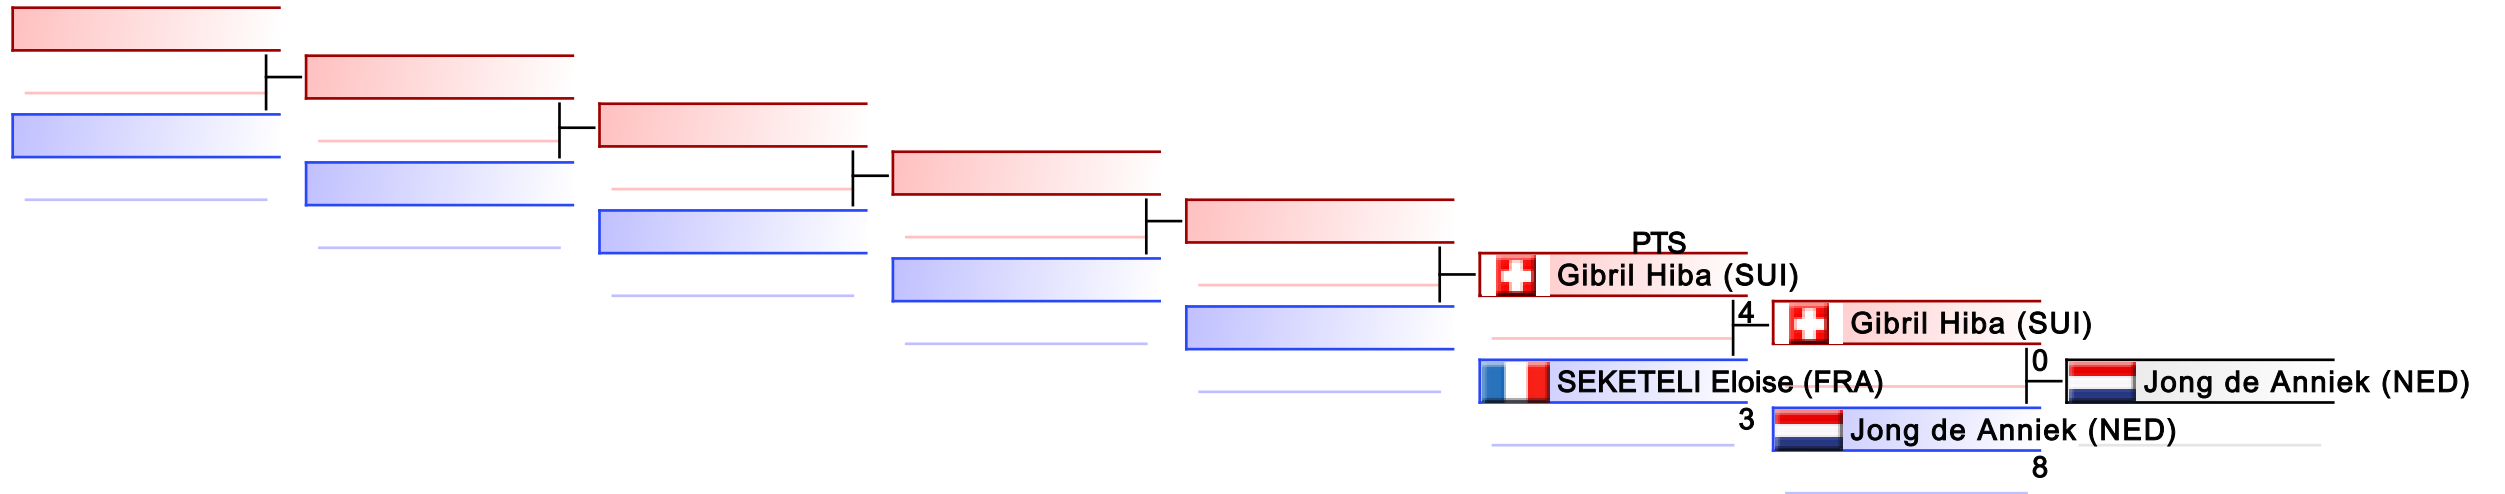 PTS
Gibril Hiba (SUI)
4
Gibril Hiba (SUI)
0
SEKETELI Eloise (FRA)
Jong de Anniek (NED)
3
Jong de Anniek (NED)
8